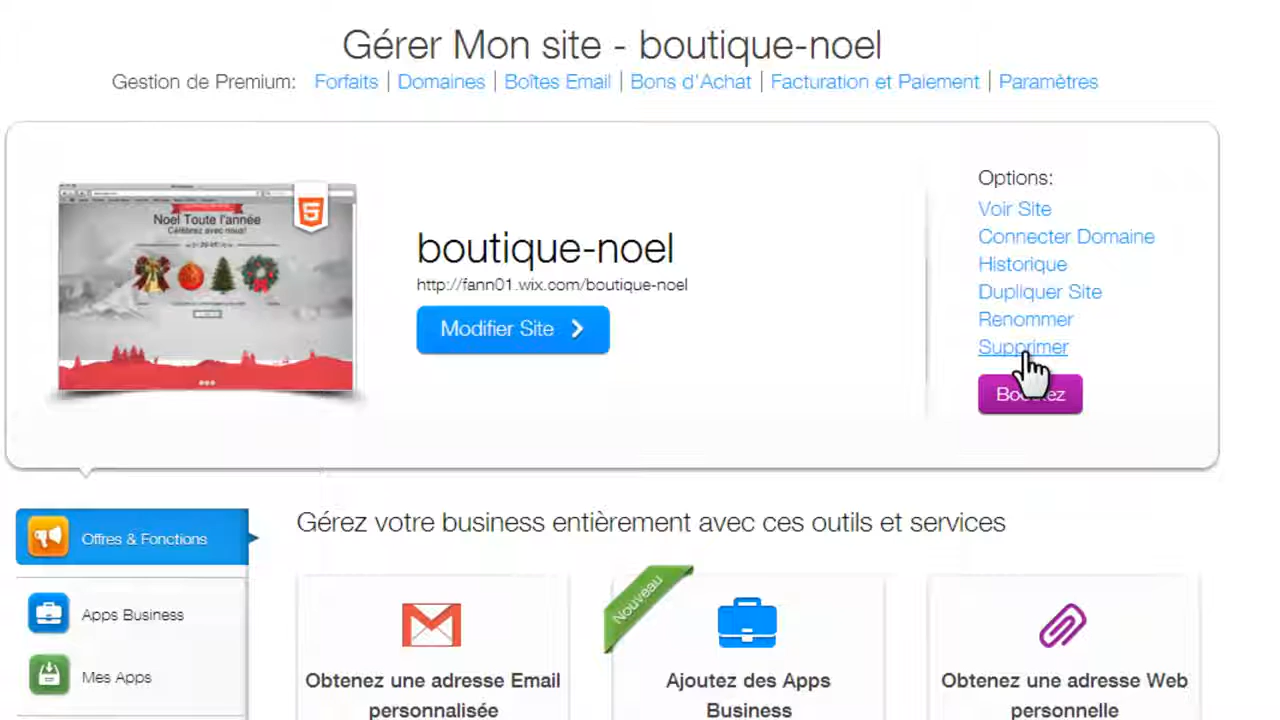 Gérer Mon site - boutique-noel
Gestion de Premium: Forfaits | Domaines | Boîtes Email | Bons d'Achat | Facturation et Paiement | Paramètres
Noel Toute l'année
Célébrez avec nous!
boutique-noel
http://fann01.wix.com/boutique-noel
Modifier Site
Options:
Voir Site
Connecter Domaine
Historique
Dupliquer Site
Renommer
Supprimer
Offres & Fonctions
Apps Business
Mes Apps
Gérez votre business entièrement avec ces outils et services
Obtenez une adresse Email
personnalisée
Nouveau
Ajoutez des Apps
Business
Obtenez une adresse Web
personnelle